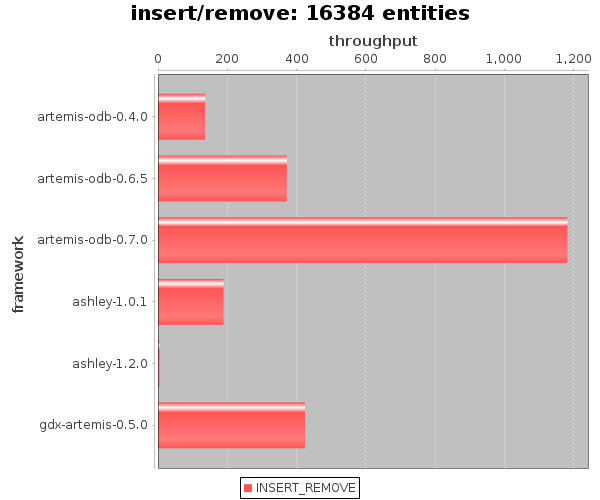 insert/remove: 16384 entities
throughput
0 200 400 600 800 1,000 1,200
framework
artemis-odb-0.4.0
artemis-odb-0.6.5
artemis-odb-0.7.0
ashley-1.0.1
ashley-1.2.0
gdx-artemis-0.5.0
INSERT_REMOVE